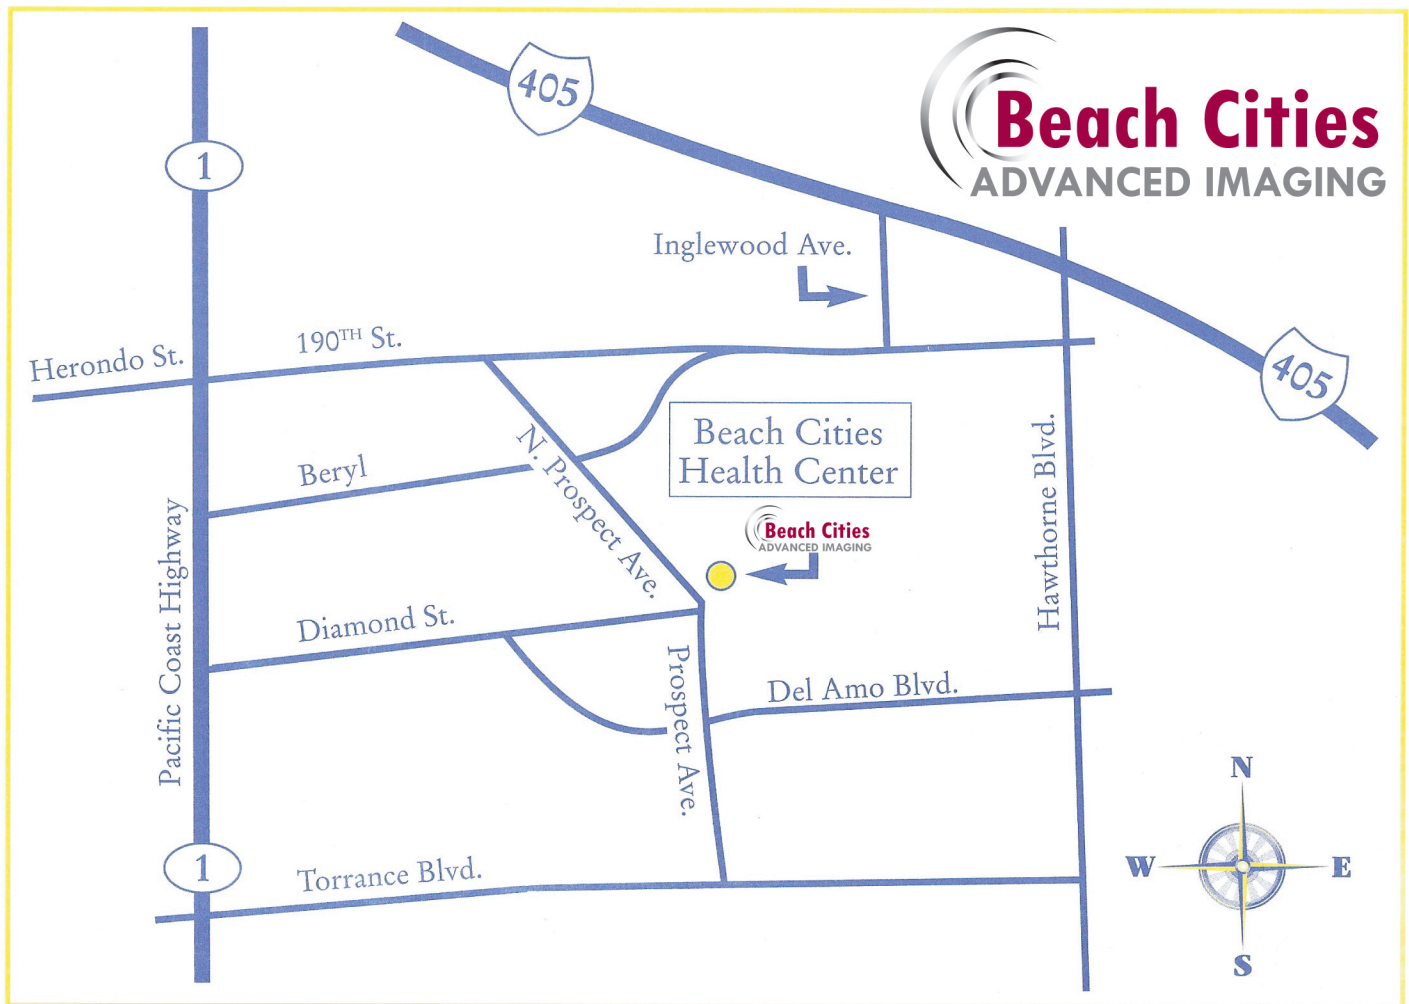 405
Beach Cities
ADVANCED IMAGING
1
Inglewood Ave.
190TH St.
Herondo St.
405
Beach Cities
Health Center
N. Prospect Ave.
Beryl
Hawthorne Blvd.
Pacific Coast Highway
Beach Cities
ADVANCED IMAGING
Diamond St.
Prospect Ave.
Del Amo Blvd.
N
W
E
S
1
Torrance Blvd.